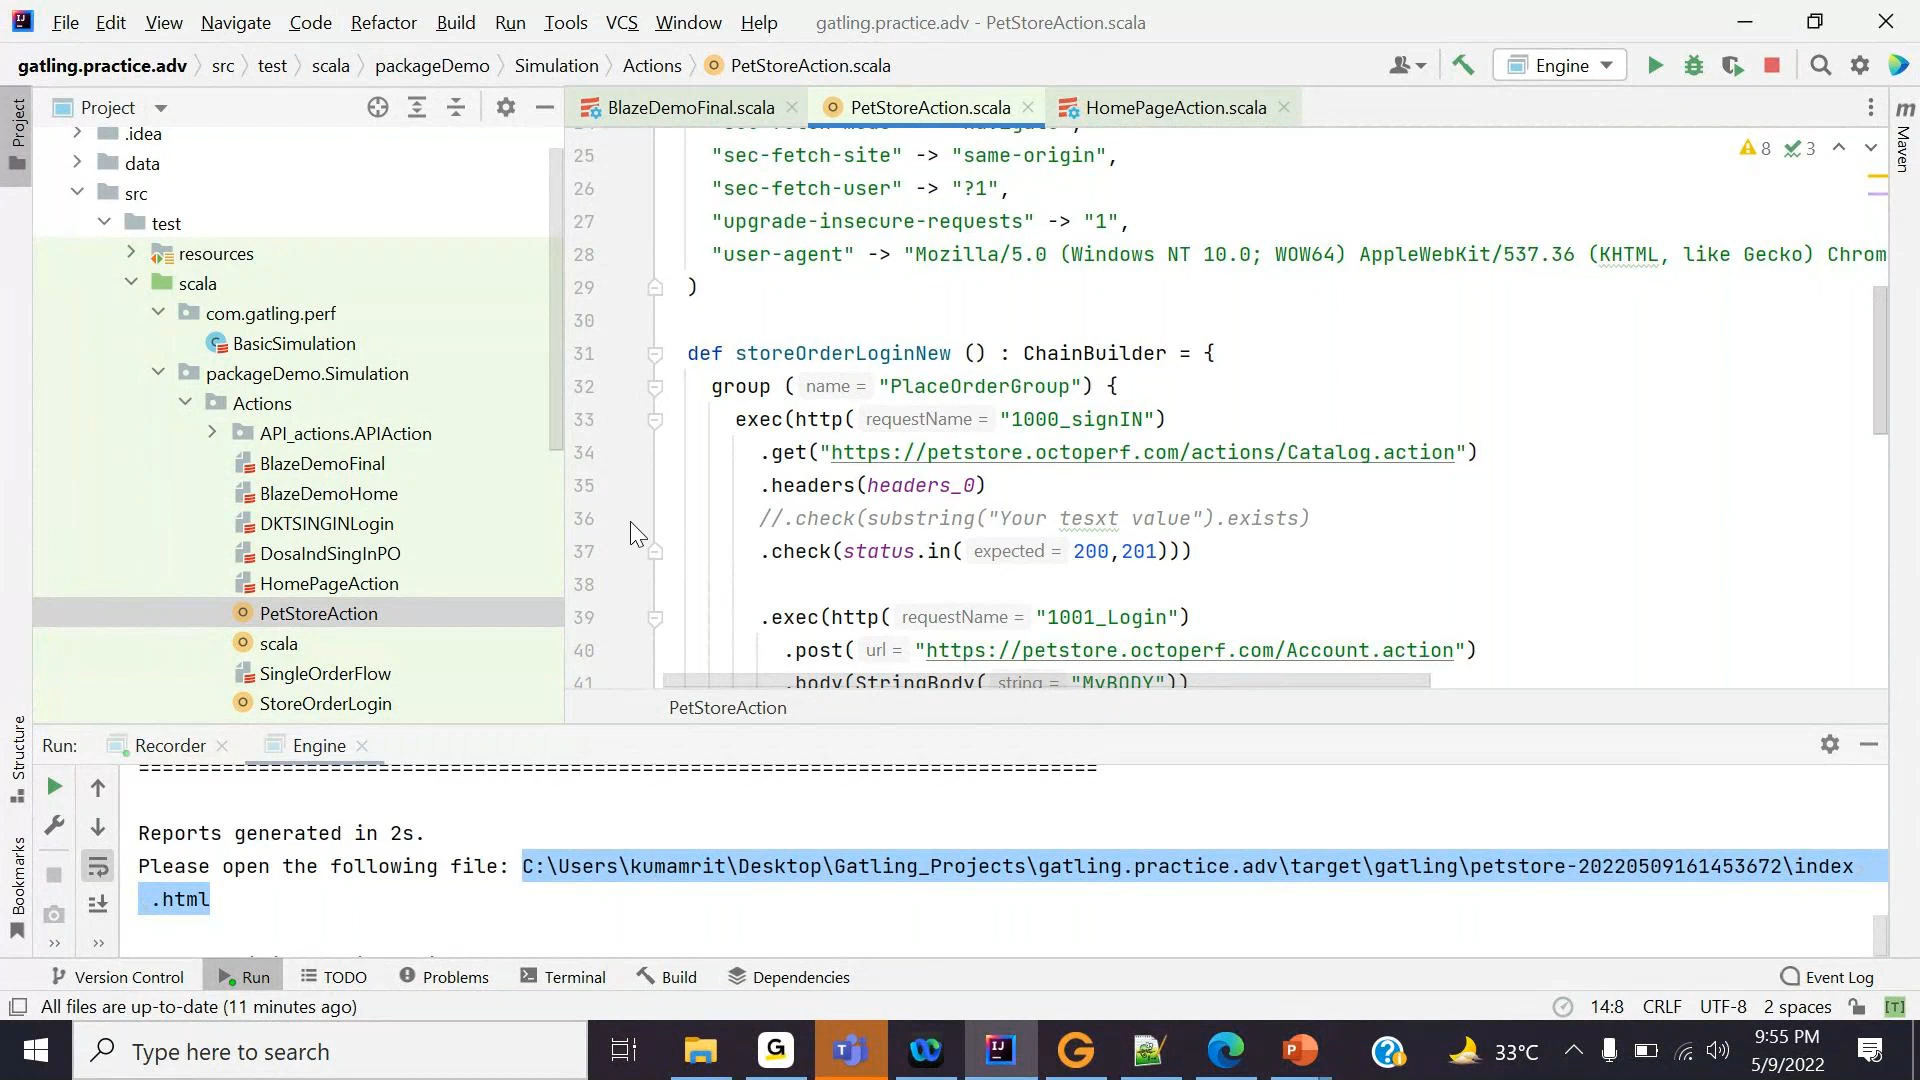 File Edit View Navigate Code Refactor Build Run Tools VCS Window Help gatling.practice.adv - PetStoreAction.scala
gatling.practice.adv src test scala packageDemo Simulation Actions PetStoreAction.scala Engine
Project
Project
BlazeDemoFinal.scala PetStoreAction.scala HomePageAction.scala
Maven
.idea
data
src
test
resources
scala
com.gatling.perf
BasicSimulation
packageDemo.Simulation
Actions
API_actions.APIAction
BlazeDemoFinal
BlazeDemoHome
DKTSINGINLogin
DosaIndSingInPO
HomePageAction
PetStoreAction
scala
SingleOrderFlow
StoreOrderLogin
8 3
25 "sec-fetch-site" -> "same-origin",
26 "sec-fetch-user" -> "?1",
27 "upgrade-insecure-requests" -> "1",
28 "user-agent" -> "Mozilla/5.0 (Windows NT 10.0; WOW64) AppleWebKit/537.36 (KHTML, like Gecko) Chrom
29 )
30
31 def storeOrderLoginNew () : ChainBuilder = {
32 group ( name = "PlaceOrderGroup") {
33 exec(http( requestName = "1000_signIN")
34 .get("https://petstore.octoperf.com/actions/Catalog.action")
35 .headers(headers_0)
36 //.check(substring("Your tesxt value").exists)
37 .check(status.in( expected = 200,201)))
38
39 .exec(http( requestName = "1001_Login")
40 .post( url = "https://petstore.octoperf.com/Account.action")
41 .body(StringBody( string = "MyBODY"))
PetStoreAction
Structure
Bookmarks
Run: Recorder Engine
================================================================================
Reports generated in 2s.
Please open the following file: C:\Users\kumamrit\Desktop\Gatling_Projects\gatling.practice.adv\target\gatling\petstore-20220509161453672\index
.html
Version Control Run TODO Problems Terminal Build Dependencies Event Log
All files are up-to-date (11 minutes ago) 14:8 CRLF UTF-8 2 spaces [T]
Type here to search 33°C 9:55 PM
5/9/2022